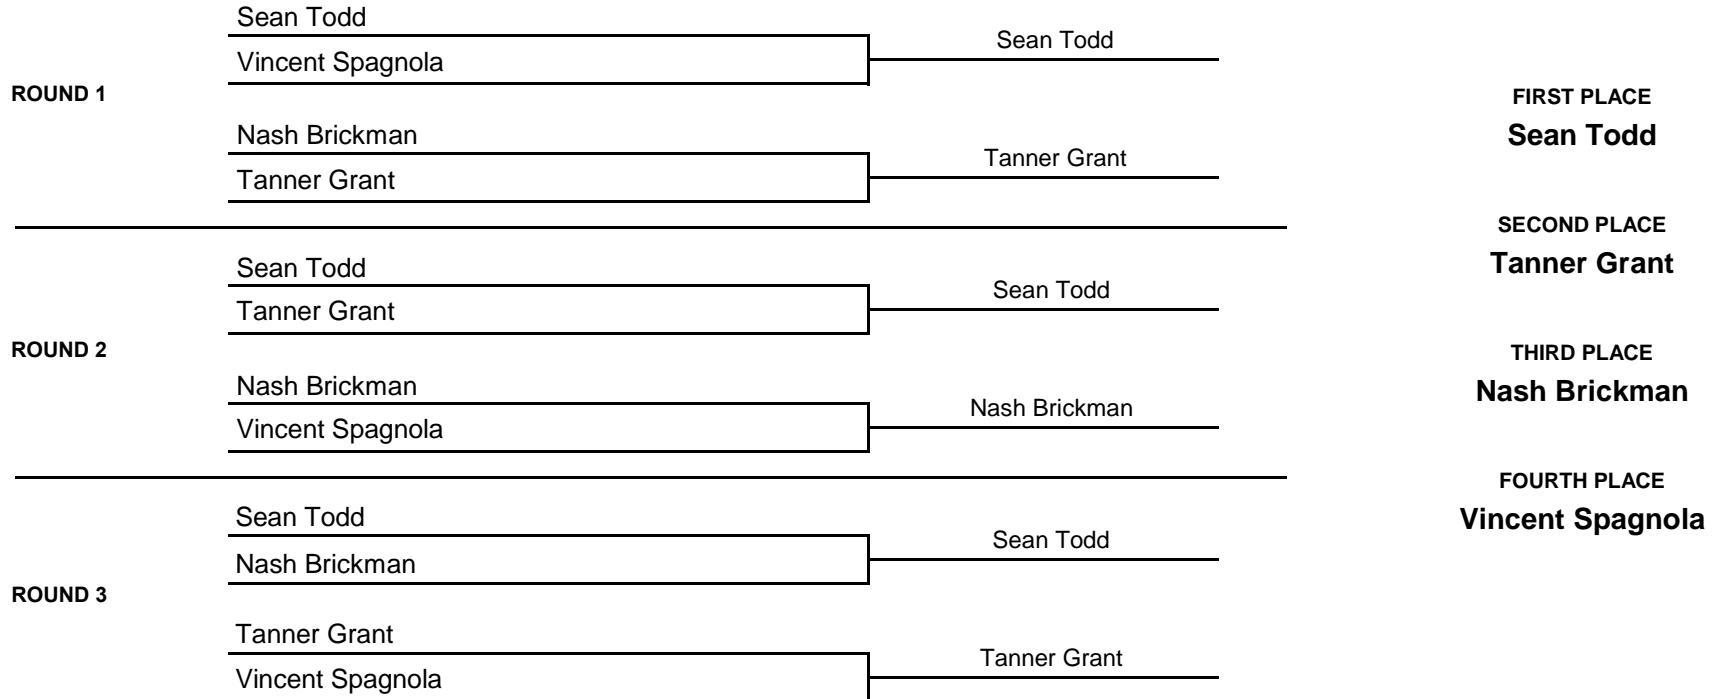 ROUND 1
Sean Todd
Vincent Spagnola
Sean Todd
Nash Brickman
Tanner Grant
Tanner Grant
ROUND 2
Sean Todd
Tanner Grant
Sean Todd
Nash Brickman
Vincent Spagnola
Nash Brickman
ROUND 3
Sean Todd
Nash Brickman
Sean Todd
Tanner Grant
Vincent Spagnola
Tanner Grant
FIRST PLACE
Sean Todd
SECOND PLACE
Tanner Grant
THIRD PLACE
Nash Brickman
FOURTH PLACE
Vincent Spagnola